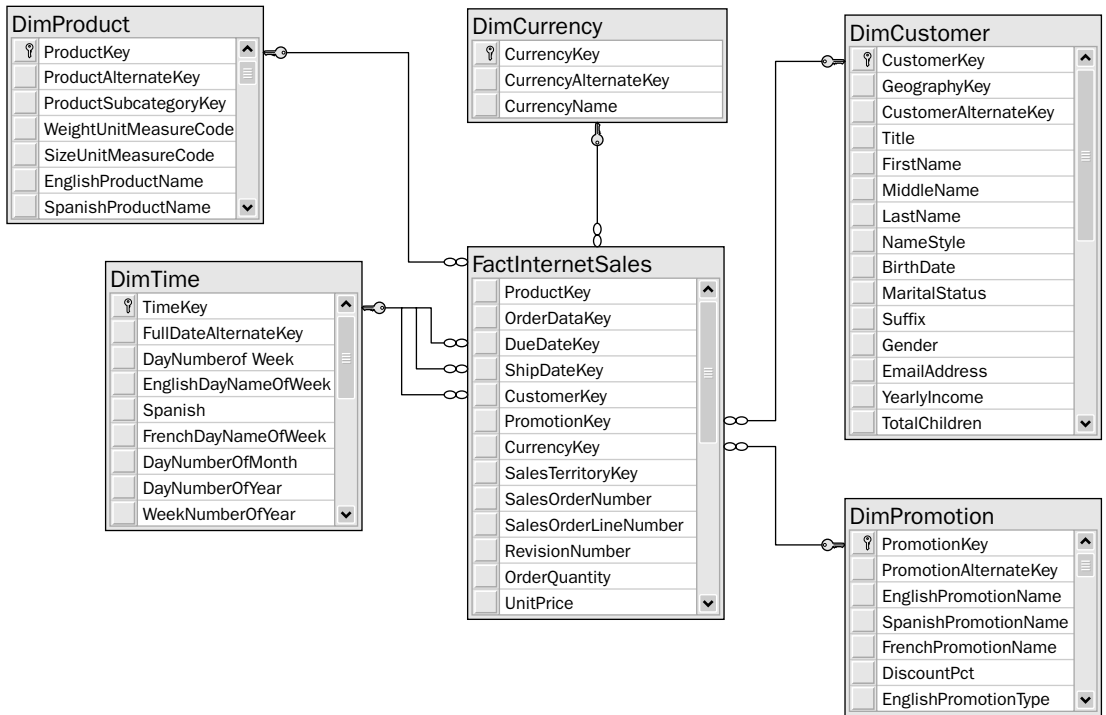 DimProduct
ProductKey
ProductAlternateKey
ProductSubcategoryKey
WeightUnitMeasureCode
SizeUnitMeasureCode
EnglishProductName
SpanishProductName
DimCurrency
CurrencyKey
CurrencyAlternateKey
CurrencyName
DimCustomer
CustomerKey
GeographyKey
CustomerAlternateKey
Title
FirstName
MiddleName
LastName
NameStyle
BirthDate
MaritalStatus
Suffix
Gender
EmailAddress
YearlyIncome
TotalChildren
DimTime
TimeKey
FullDateAlternateKey
DayNumberof Week
EnglishDayNameOfWeek
Spanish
FrenchDayNameOfWeek
DayNumberOfMonth
DayNumberOfYear
WeekNumberOfYear
FactInternetSales
ProductKey
OrderDataKey
DueDateKey
ShipDateKey
CustomerKey
PromotionKey
CurrencyKey
SalesTerritoryKey
SalesOrderNumber
SalesOrderLineNumber
RevisionNumber
OrderQuantity
UnitPrice
DimPromotion
PromotionKey
PromotionAlternateKey
EnglishPromotionName
SpanishPromotionName
FrenchPromotionName
DiscountPct
EnglishPromotionType